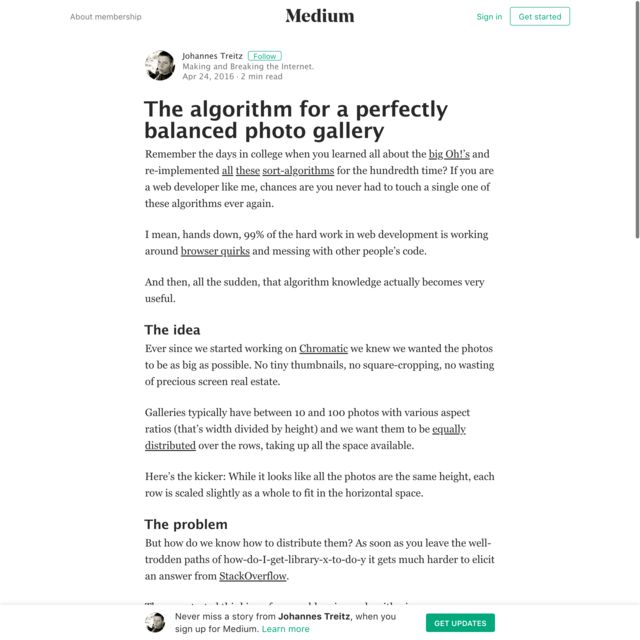 About membership
Medium
Sign in
Get started
Johannes Treitz Follow
Making and Breaking the Internet.
Apr 24, 2016 · 2 min read
The algorithm for a perfectly
balanced photo gallery
Remember the days in college when you learned all about the big Oh!'s and
re-implemented all these sort-algorithms for the hundredth time? If you are
a web developer like me, chances are you never had to touch a single one of
these algorithms ever again.
I mean, hands down, 99% of the hard work in web development is working
around browser quirks and messing with other people's code.
And then, all the sudden, that algorithm knowledge actually becomes very
useful.
The idea
Ever since we started working on Chromatic we knew we wanted the photos
to be as big as possible. No tiny thumbnails, no square-cropping, no wasting
of precious screen real estate.
Galleries typically have between 10 and 100 photos with various aspect
ratios (that's width divided by height) and we want them to be equally
distributed over the rows, taking up all the space available.
Here's the kicker: While it looks like all the photos are the same height, each
row is scaled slightly as a whole to fit in the horizontal space.
The problem
But how do we know how to distribute them? As soon as you leave the well-
trodden paths of how-do-I-get-library-x-to-do-y it gets much harder to elicit
an answer from StackOverflow.
Never miss a story from Johannes Treitz, when you
sign up for Medium. Learn more
GET UPDATES